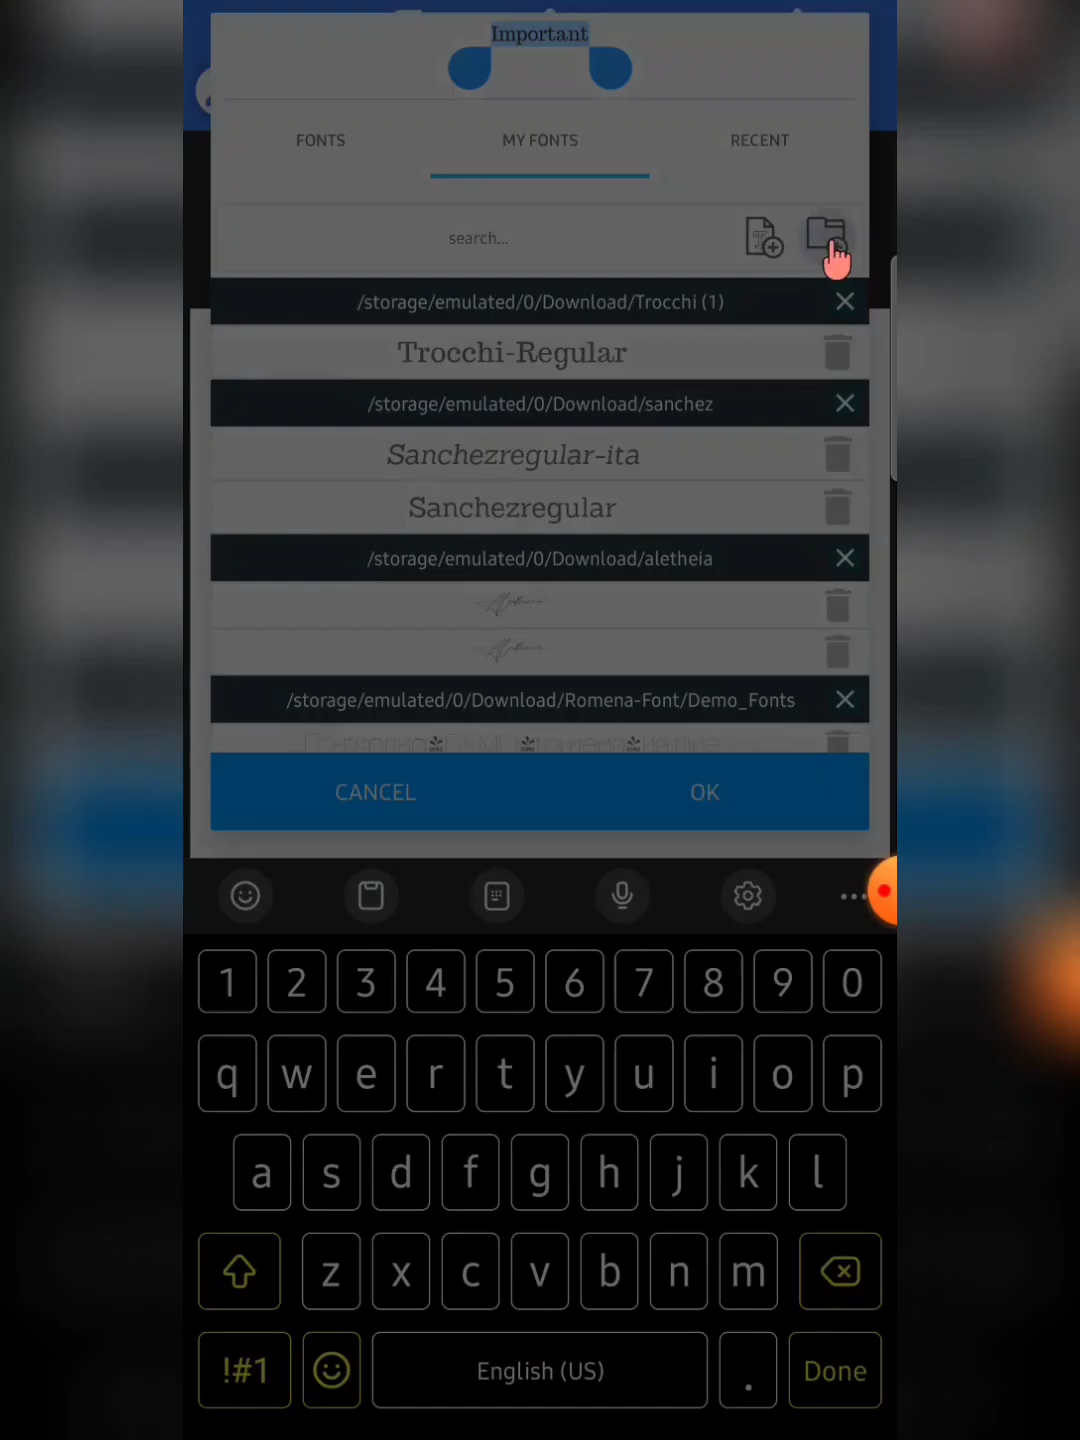 Important
FONTS MY FONTS RECENT
search...
/storage/emulated/0/Download/Trocchi (1)
Trocchi-Regular
/storage/emulated/0/Download/sanchez
Sanchezregular-ita
Sanchezregular
/storage/emulated/0/Download/aletheia
/storage/emulated/0/Download/Romena-Font/Demo_Fonts
CANCEL OK
1 2 3 4 5 6 7 8 9 0
q w e r t y u i o p
a s d f g h j k l
z x c v b n m
!#1 English (US) . Done